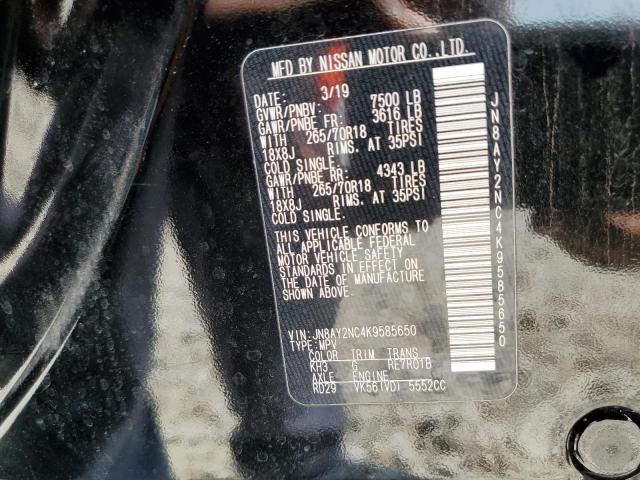 MFD BY NISSAN MOTOR CO.,LTD.
DATE: 3/19
GVWR/PNBV: 7500 LB
GAWR/PNBE FR: 3616 LB
WITH 265/70R18 TIRES
18X8J RIMS. AT 35PSI
COLD SINGLE.
GAWR/PNBE RR: 4343 LB
WITH 265/70R18 TIRES
18X8J RIMS. AT 35PSI
COLD SINGLE.
THIS VEHICLE CONFORMS TO
ALL APPLICABLE FEDERAL
MOTOR VEHICLE SAFETY
STANDARDS IN EFFECT ON
THE DATE OF MANUFACTURE
SHOWN ABOVE.
VIN: JN8AY2NC4K9585650
TYPE: MPV
COLOR TRIM TRANS
KH3 G RE7R01B
AXLE ENGINE
RD29 VK56(VD) 5552CC
JN8AY2NC4K9585650